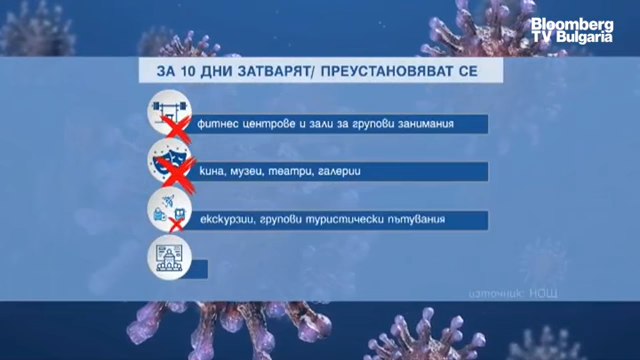 Bloomberg
TV Bulgaria
ЗА 10 ДНИ ЗАТВАРЯТ/ ПРЕУСТАНОВЯВАТ СЕ
фитнес центрове и зали за групови занимания
кина, музеи, театри, галерии
екскурзии, групови туристически пътувания
източник: НОЩ